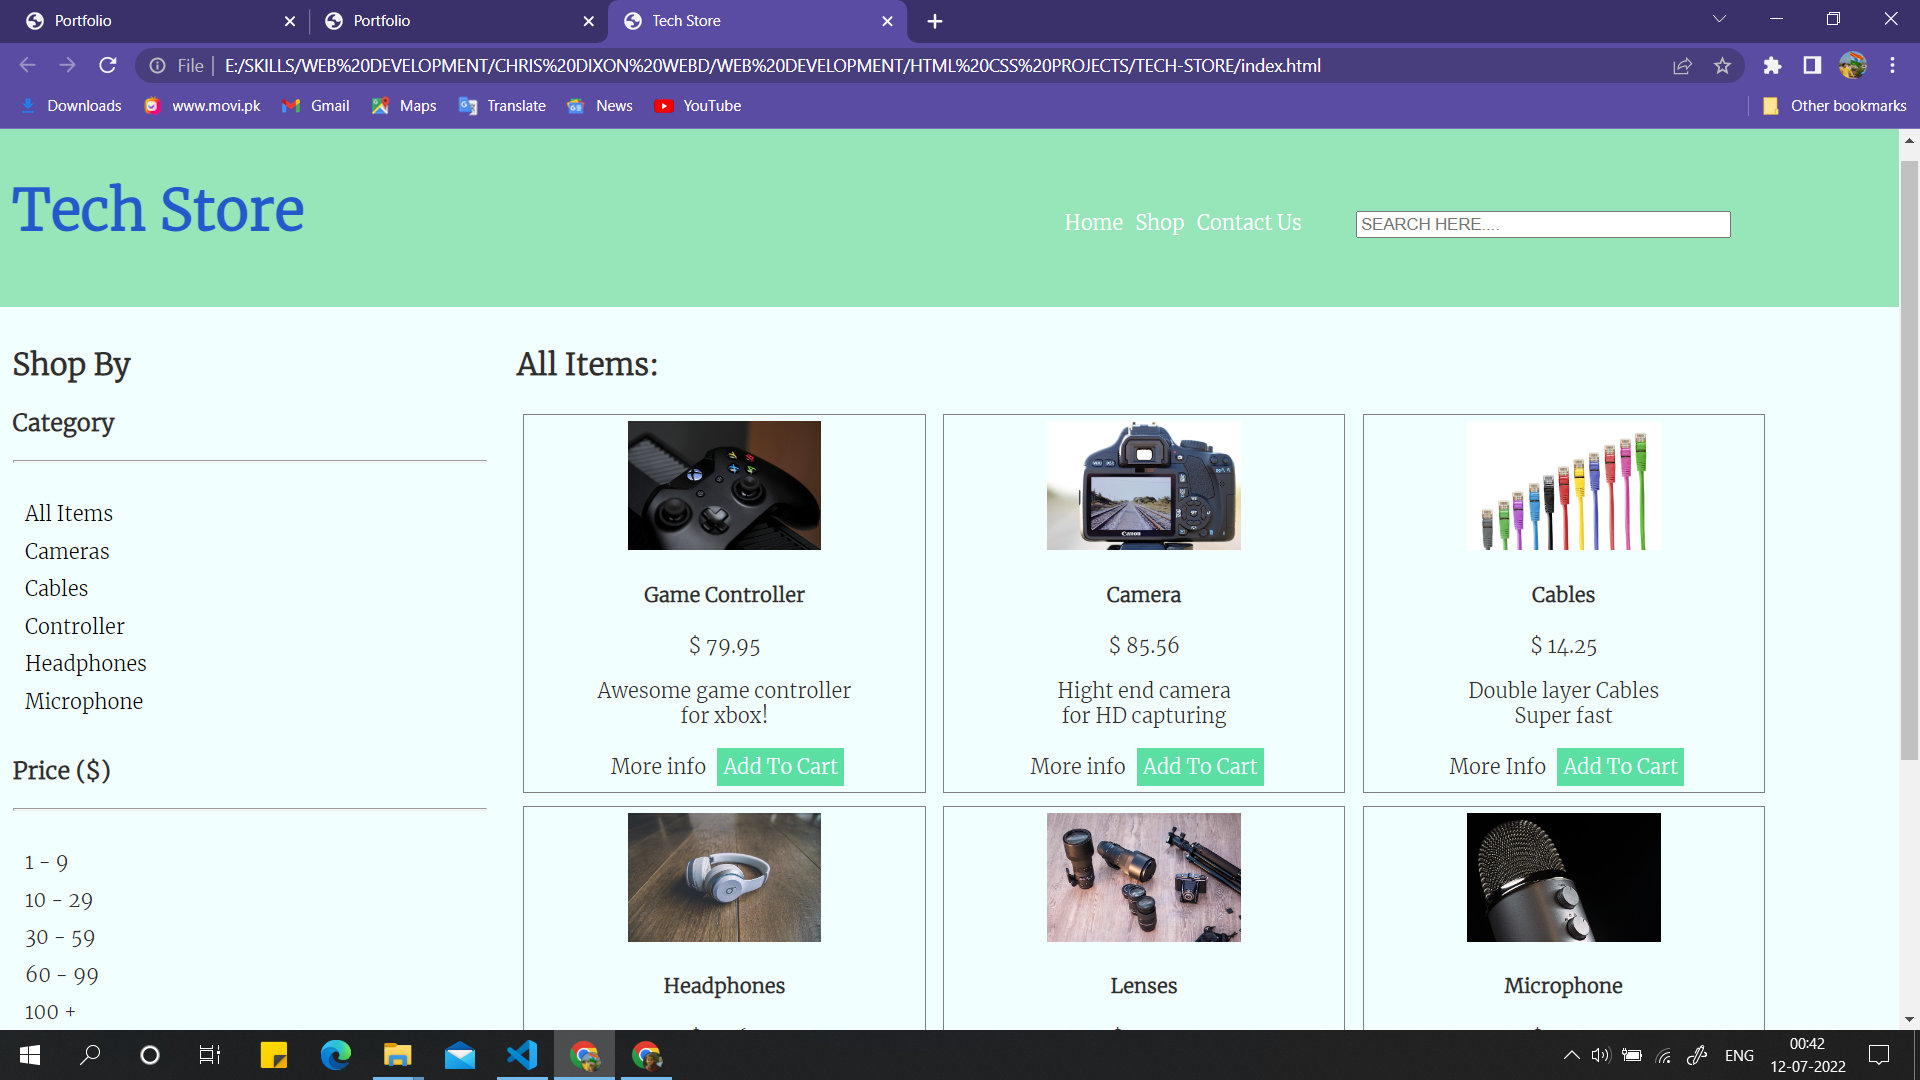 Portfolio
Portfolio
Tech Store
File
E:/SKILLS/WEB%20DEVELOPMENT/CHRIS%20DIXON%20WEBD/WEB%20DEVELOPMENT/HTML%20CSS%20PROJECTS/TECH-STORE/index.html
Downloads
www.movi.pk
Gmail
Maps
Translate
News
YouTube
Other bookmarks
Tech Store
Home Shop Contact Us
SEARCH HERE....
Shop By
Category
All Items
Cameras
Cables
Controller
Headphones
Microphone
Price ($)
1 - 9
10 - 29
30 - 59
60 - 99
100 +
All Items:
Canon
Game Controller
$ 79.95
Awesome game controller
for xbox!
More info Add To Cart
Camera
$ 85.56
Hight end camera
for HD capturing
More info Add To Cart
Cables
$ 14.25
Double layer Cables
Super fast
More Info Add To Cart
Headphones
Lenses
Microphone
ENG
00:42
12-07-2022